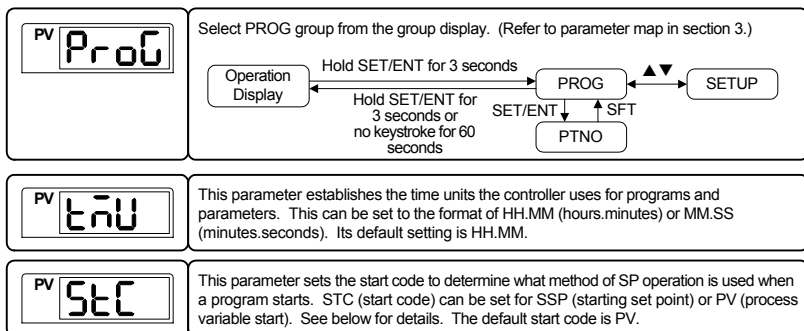 PV ProG
Select PROG group from the group display. (Refer to parameter map in section 3.)
Operation
Display
Hold SET/ENT for 3 seconds
Hold SET/ENT for
3 seconds or
no keystroke for 60
seconds
PROG
▲▼
SETUP
SET/ENT
SFT
PTNO
PV tmU
This parameter establishes the time units the controller uses for programs and
parameters. This can be set to the format of HH.MM (hours.minutes) or MM.SS
(minutes.seconds). Its default setting is HH.MM.
PV StC
This parameter sets the start code to determine what method of SP operation is used when
a program starts. STC (start code) can be set for SSP (starting set point) or PV (process
variable start). See below for details. The default start code is PV.